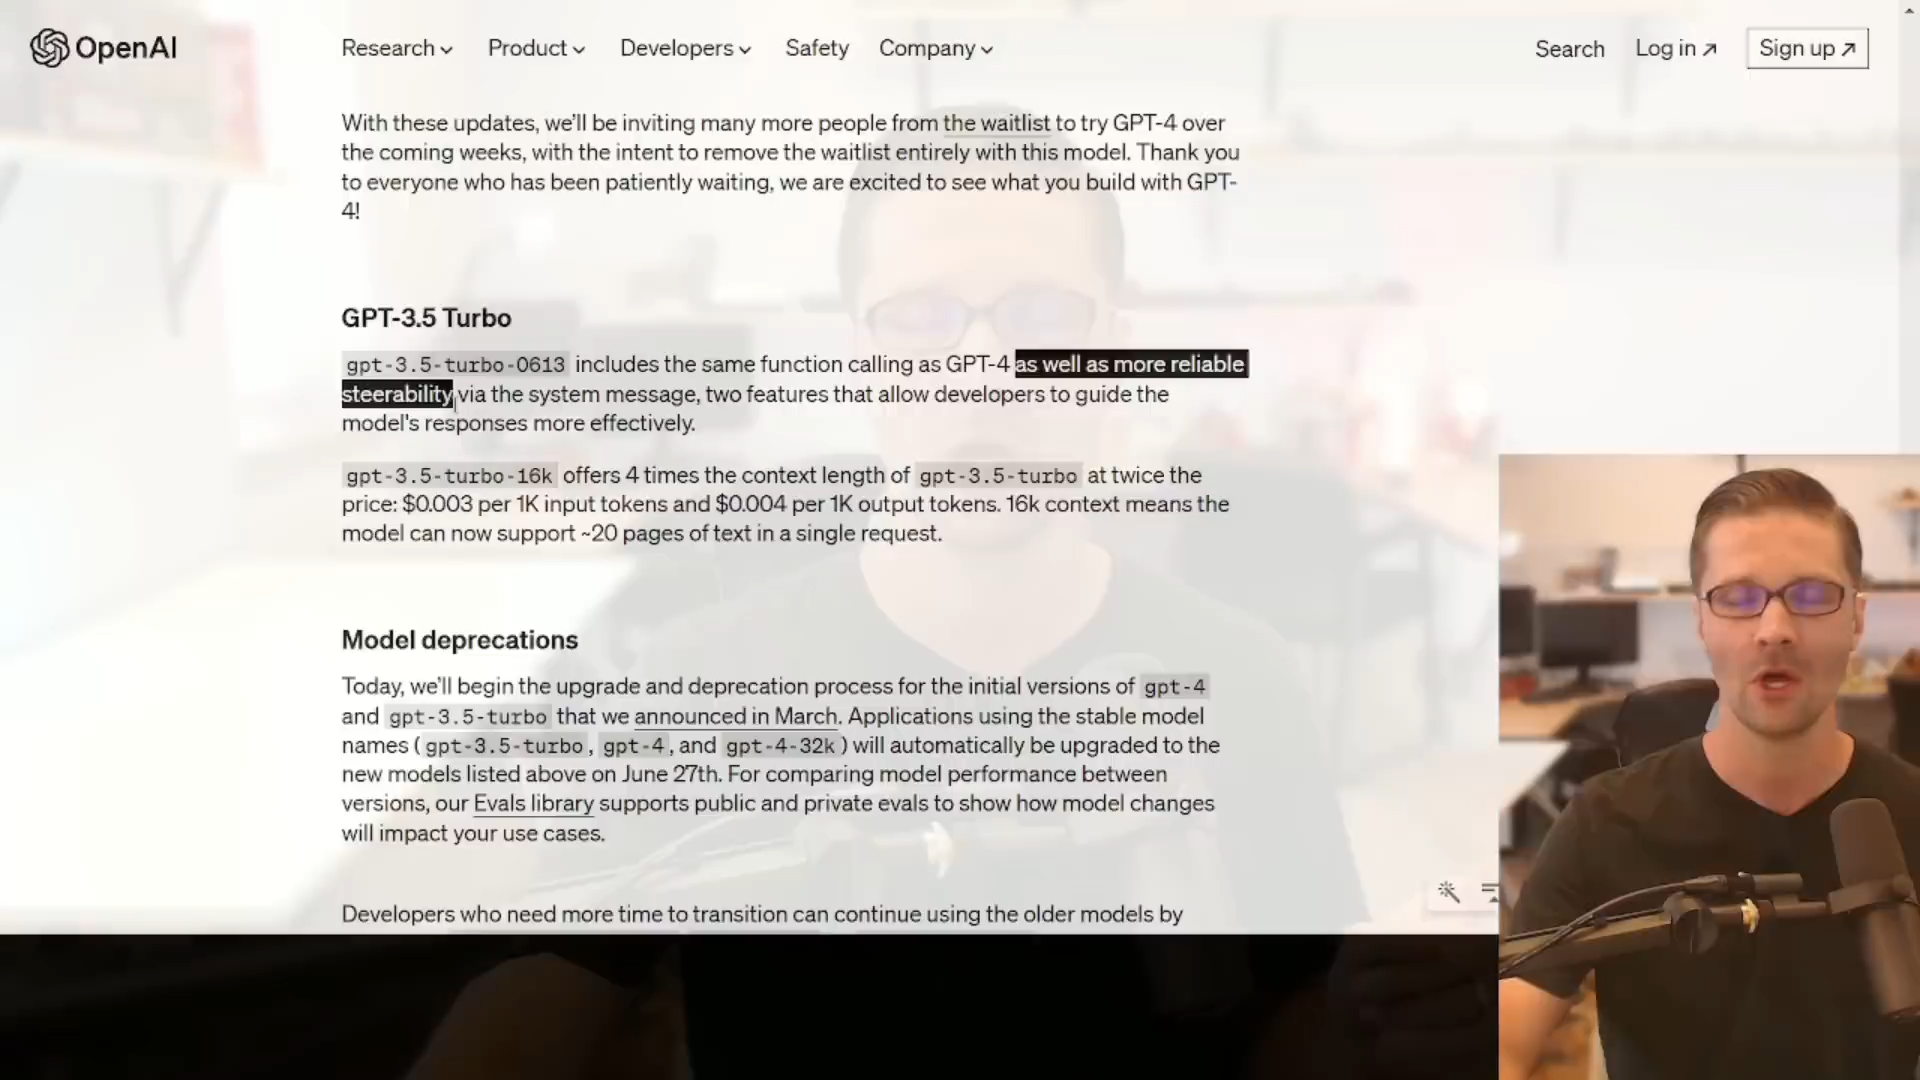 OpenAI
Research
Product
Developers
Safety
Company
Search
Log in ↗
Sign up ↗
With these updates, we’ll be inviting many more people from the waitlist to try GPT-4 over
the coming weeks, with the intent to remove the waitlist entirely with this model. Thank you
to everyone who has been patiently waiting, we are excited to see what you build with GPT-
4!
GPT-3.5 Turbo
gpt-3.5-turbo-0613 includes the same function calling as GPT-4 as well as more reliable
steerability via the system message, two features that allow developers to guide the
model's responses more effectively.
gpt-3.5-turbo-16k offers 4 times the context length of gpt-3.5-turbo at twice the
price: $0.003 per 1K input tokens and $0.004 per 1K output tokens. 16k context means the
model can now support ~20 pages of text in a single request.
Model deprecations
Today, we’ll begin the upgrade and deprecation process for the initial versions of gpt-4
and gpt-3.5-turbo that we announced in March. Applications using the stable model
names (gpt-3.5-turbo, gpt-4, and gpt-4-32k) will automatically be upgraded to the
new models listed above on June 27th. For comparing model performance between
versions, our Evals library supports public and private evals to show how model changes
will impact your use cases.
Developers who need more time to transition can continue using the older models by